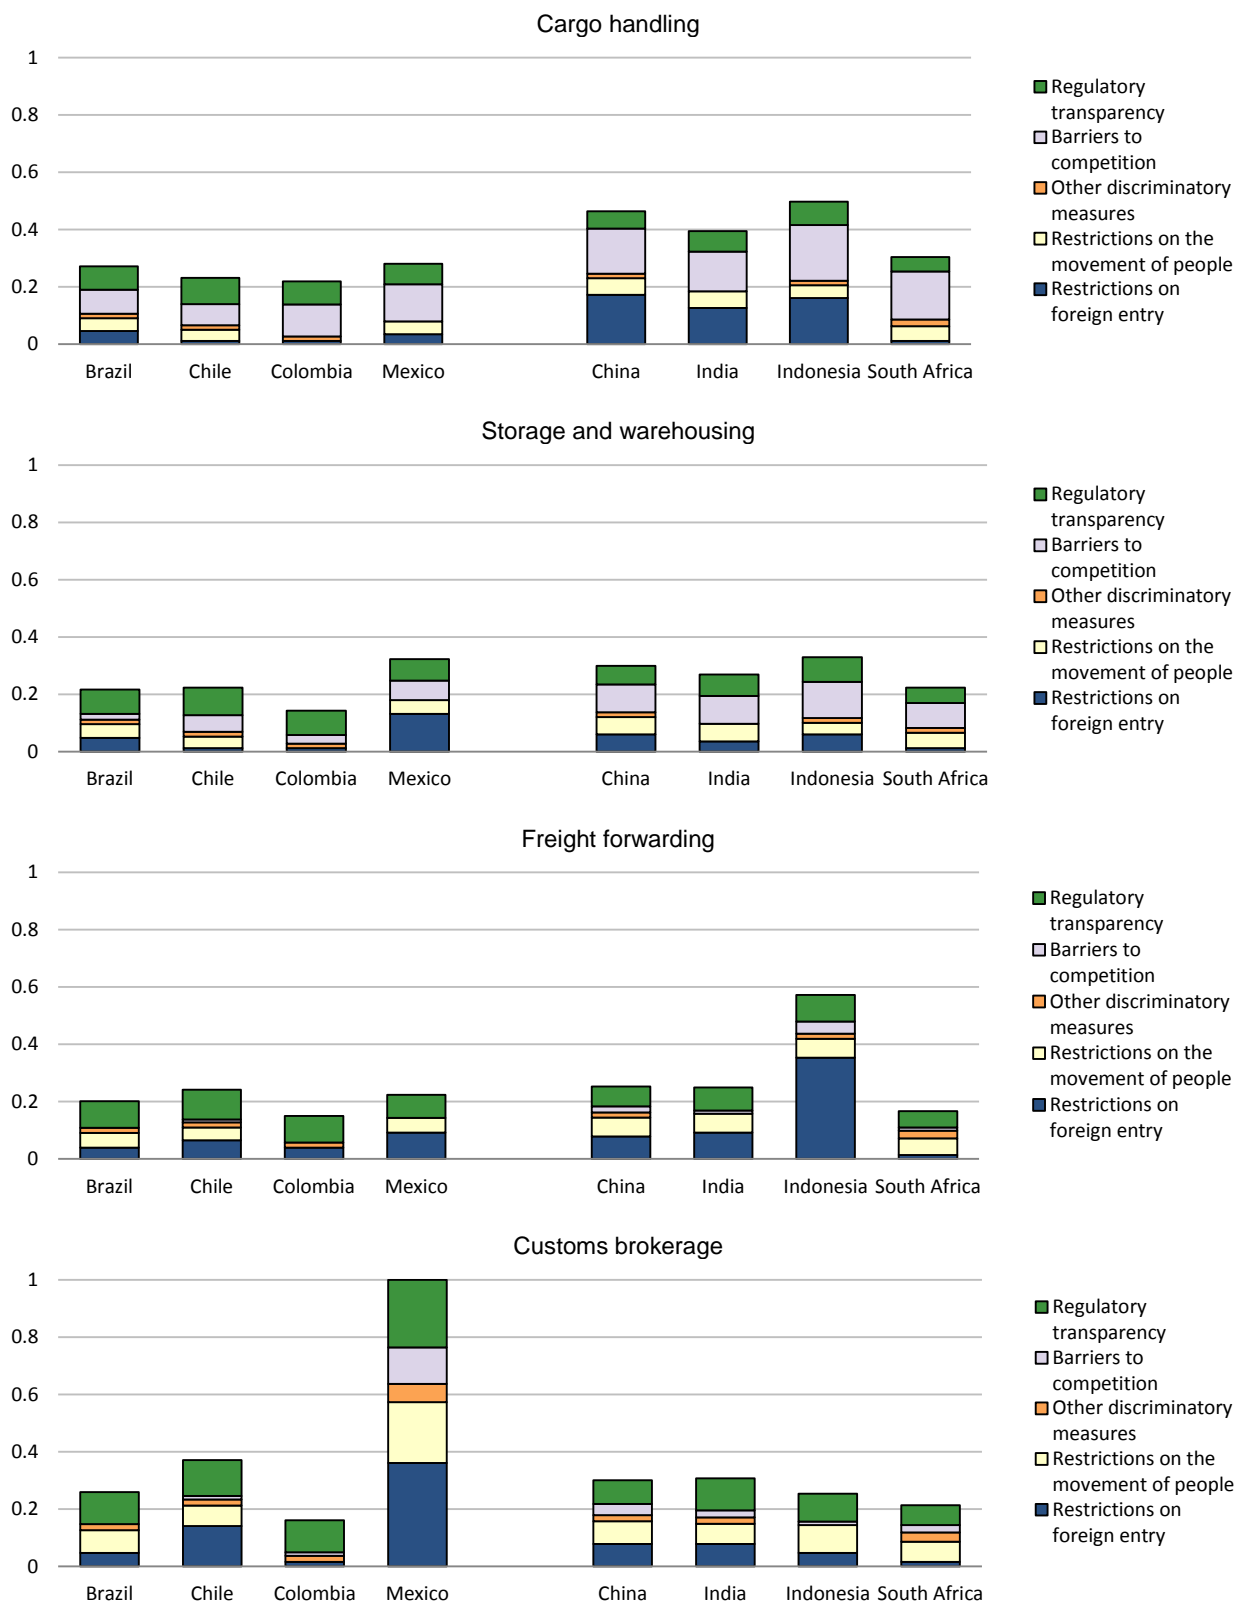 Cargo handling
1
0.8
0.6
0.4
0.2
0
Brazil
Chile
Colombia
Mexico
China
India
Indonesia
South Africa
Regulatory
transparency
Barriers to
competition
Other discriminatory
measures
Restrictions on the
movement of people
Restrictions on
foreign entry
Storage and warehousing
1
0.8
0.6
0.4
0.2
0
Brazil
Chile
Colombia
Mexico
China
India
Indonesia
South Africa
Regulatory
transparency
Barriers to
competition
Other discriminatory
measures
Restrictions on the
movement of people
Restrictions on
foreign entry
Freight forwarding
1
0.8
0.6
0.4
0.2
0
Brazil
Chile
Colombia
Mexico
China
India
Indonesia
South Africa
Regulatory
transparency
Barriers to
competition
Other discriminatory
measures
Restrictions on the
movement of people
Restrictions on
foreign entry
Customs brokerage
1
0.8
0.6
0.4
0.2
0
Brazil
Chile
Colombia
Mexico
China
India
Indonesia
South Africa
Regulatory
transparency
Barriers to
competition
Other discriminatory
measures
Restrictions on the
movement of people
Restrictions on
foreign entry